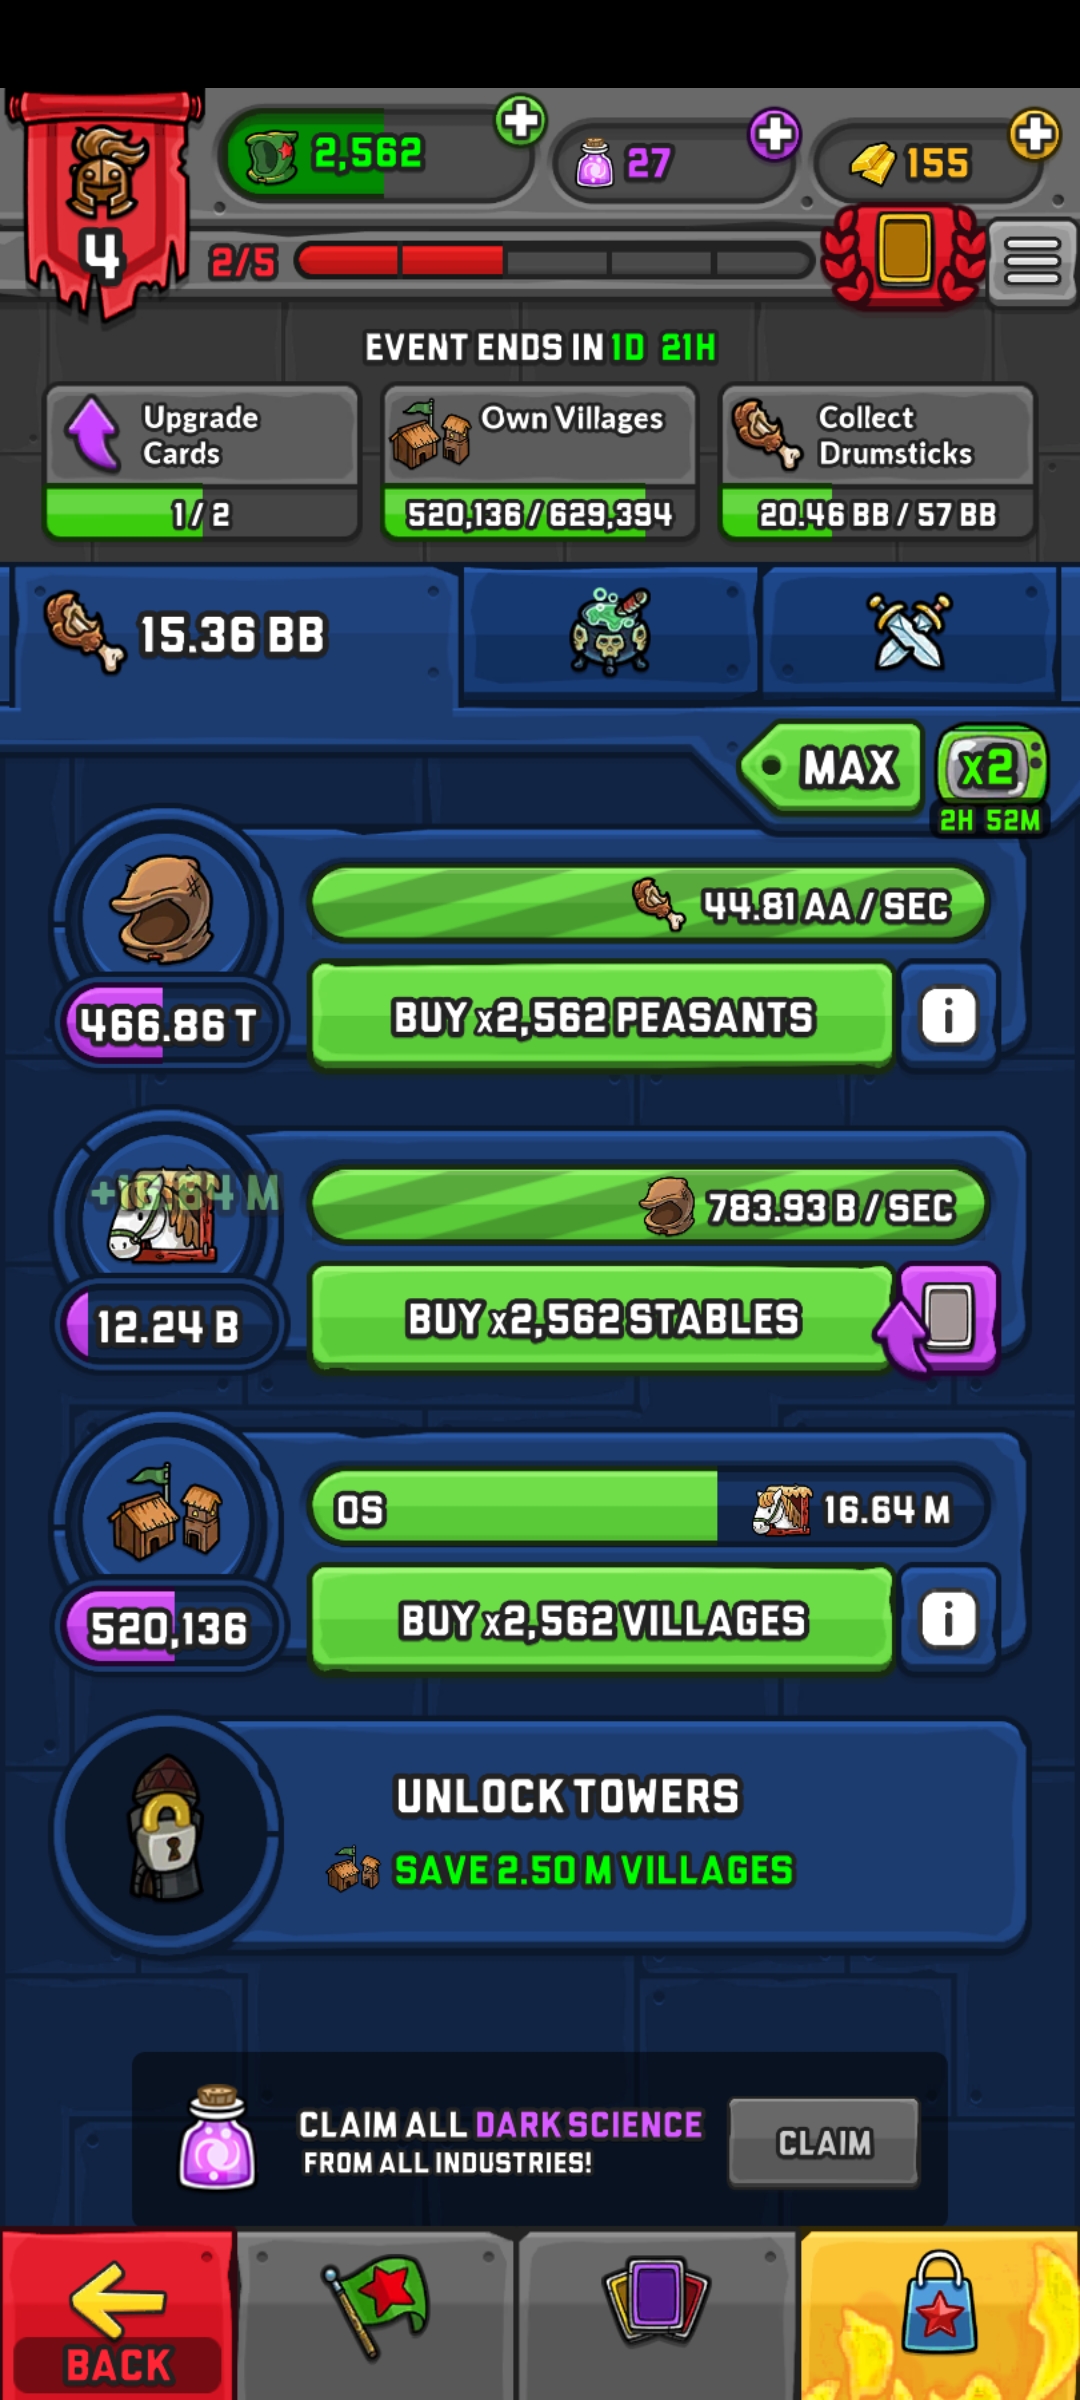 2,562
27
155
4
2/5
EVENT ENDS IN 1D 21H
Upgrade
Cards
1/2
Own Villages
520,136/629,394
Collect
Drumsticks
20.46 BB / 57 BB
15.36 BB
MAX
x2
2H 52M
44.81 AA / SEC
466.86 T
BUY x2,562 PEASANTS
i
783.93 B / SEC
12.24 B
BUY x2,562 STABLES
0S
16.64 M
520,136
BUY x2,562 VILLAGES
i
UNLOCK TOWERS
SAVE 2.50 M VILLAGES
CLAIM ALL DARK SCIENCE
FROM ALL INDUSTRIES!
CLAIM
BACK